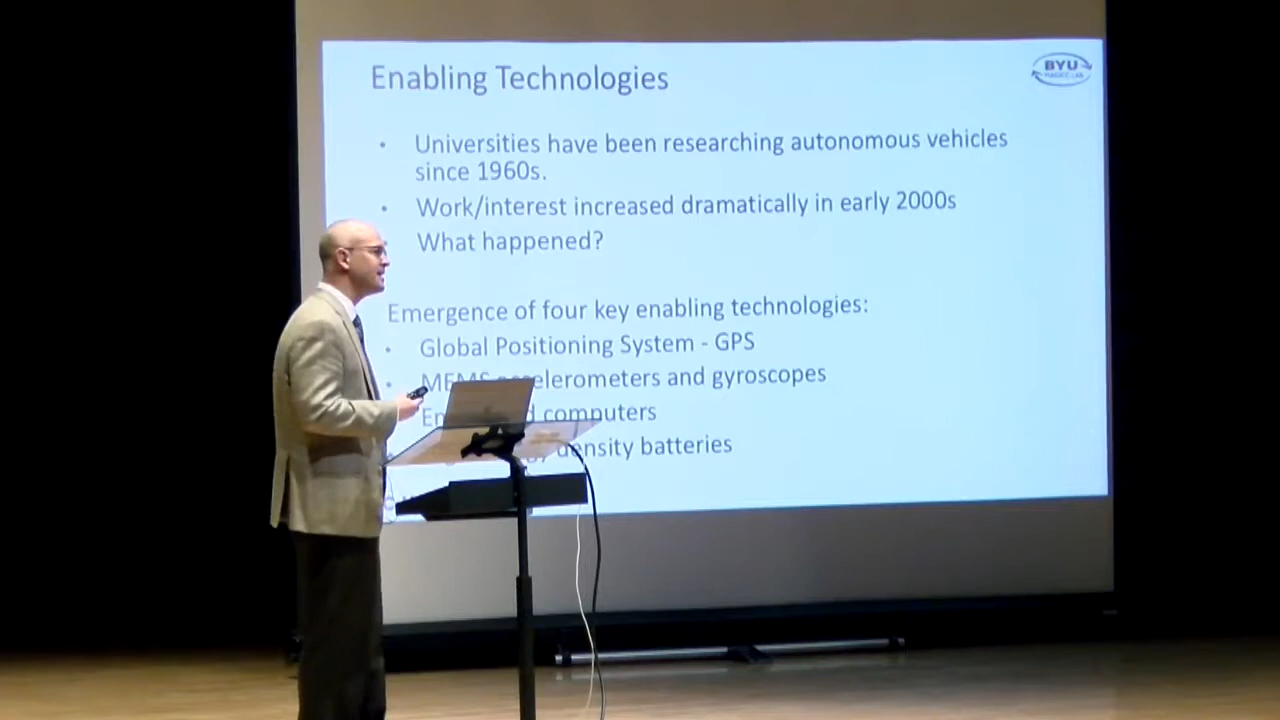 Enabling Technologies
BYU
• Universities have been researching autonomous vehicles
since 1960s.
• Work/interest increased dramatically in early 2000s
What happened?
Emergence of four key enabling technologies:
• Global Positioning System - GPS
• MEMS accelerometers and gyroscopes
• computers
density batteries